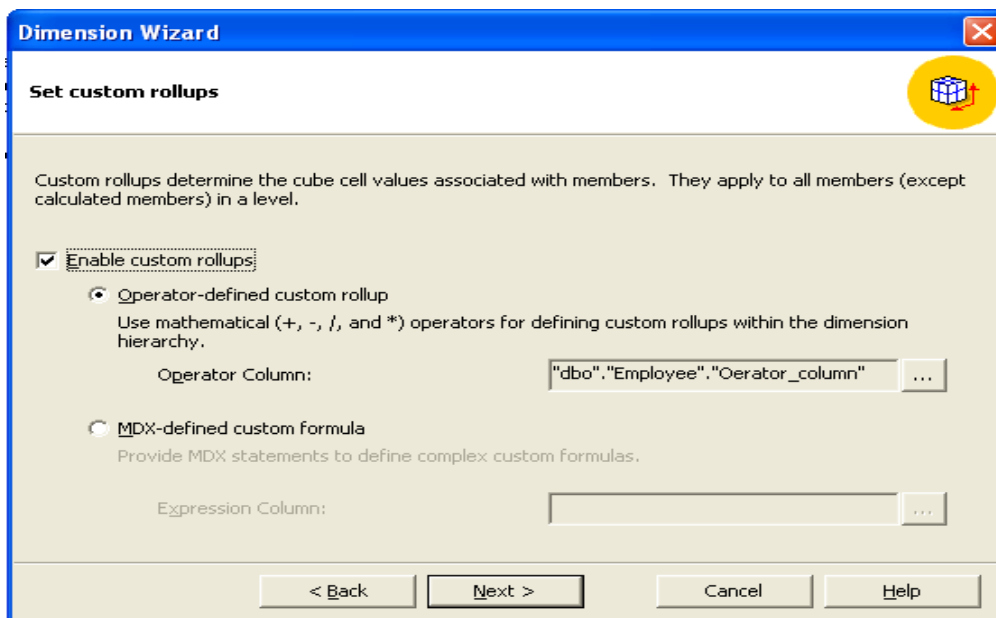 Dimension Wizard
Set custom rollups
Custom rollups determine the cube cell values associated with members. They apply to all members (except
calculated members) in a level.
Enable custom rollups
Operator-defined custom rollup
Use mathematical (+, -, /, and *) operators for defining custom rollups within the dimension
hierarchy.
Operator Column: "dbo"."Employee"."Oerator_column" ...
MDX-defined custom formula
Provide MDX statements to define complex custom formulas.
Expression Column: ...
< Back Next > Cancel Help